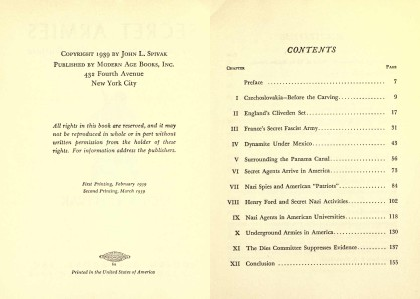 COPYRIGHT 1939 BY JOHN L. SPIVAK
PUBLISHED BY MODERN AGE BOOKS, INC.
432 Fourth Avenue
New York City
All rights in this book are reserved, and it may
not be reproduced in whole or in part without
written permission from the holder of these
rights. For information address the publishers.
First Printing, February 1939
Second Printing, March 1939
Printed in the United States of America
CONTENTS
CHAPTER PAGE
Preface 7
I Czechoslovakia—Before the Carving 9
II England's Cliveden Set 17
III France's Secret Fascist Army 31
IV Dynamite Under Mexico 43
V Surrounding the Panama Canal 56
VI Secret Agents Arrive in America 73
VII Nazi Spies and American "Patriots" 84
VIII Henry Ford and Secret Nazi Activities 102
IX Nazi Agents in American Universities 118
X Underground Armies in America 130
XI The Dies Committee Suppresses Evidence 137
XII Conclusion 155